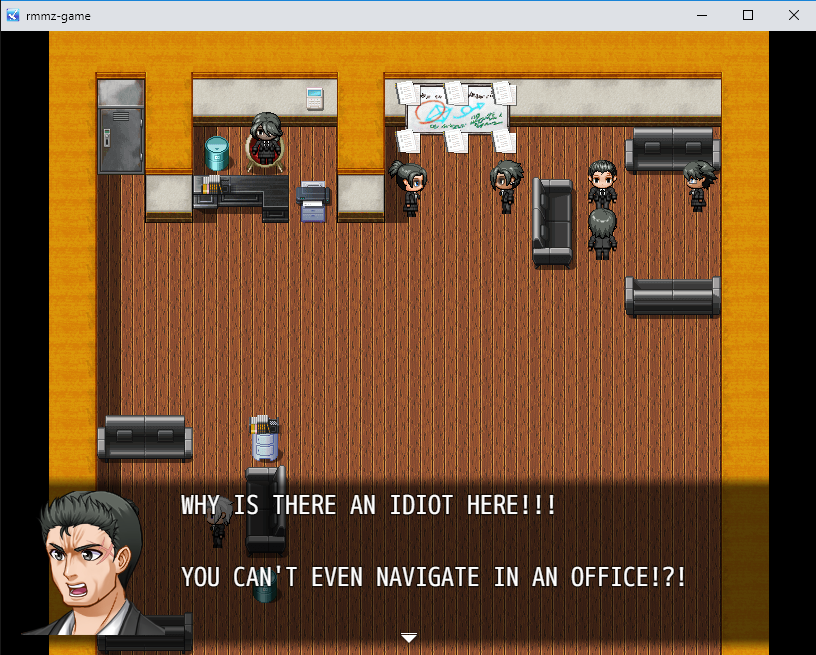 rmmz-game
WHY IS THERE AN IDIOT HERE!!!
YOU CAN'T EVEN NAVIGATE IN AN OFFICE!?!